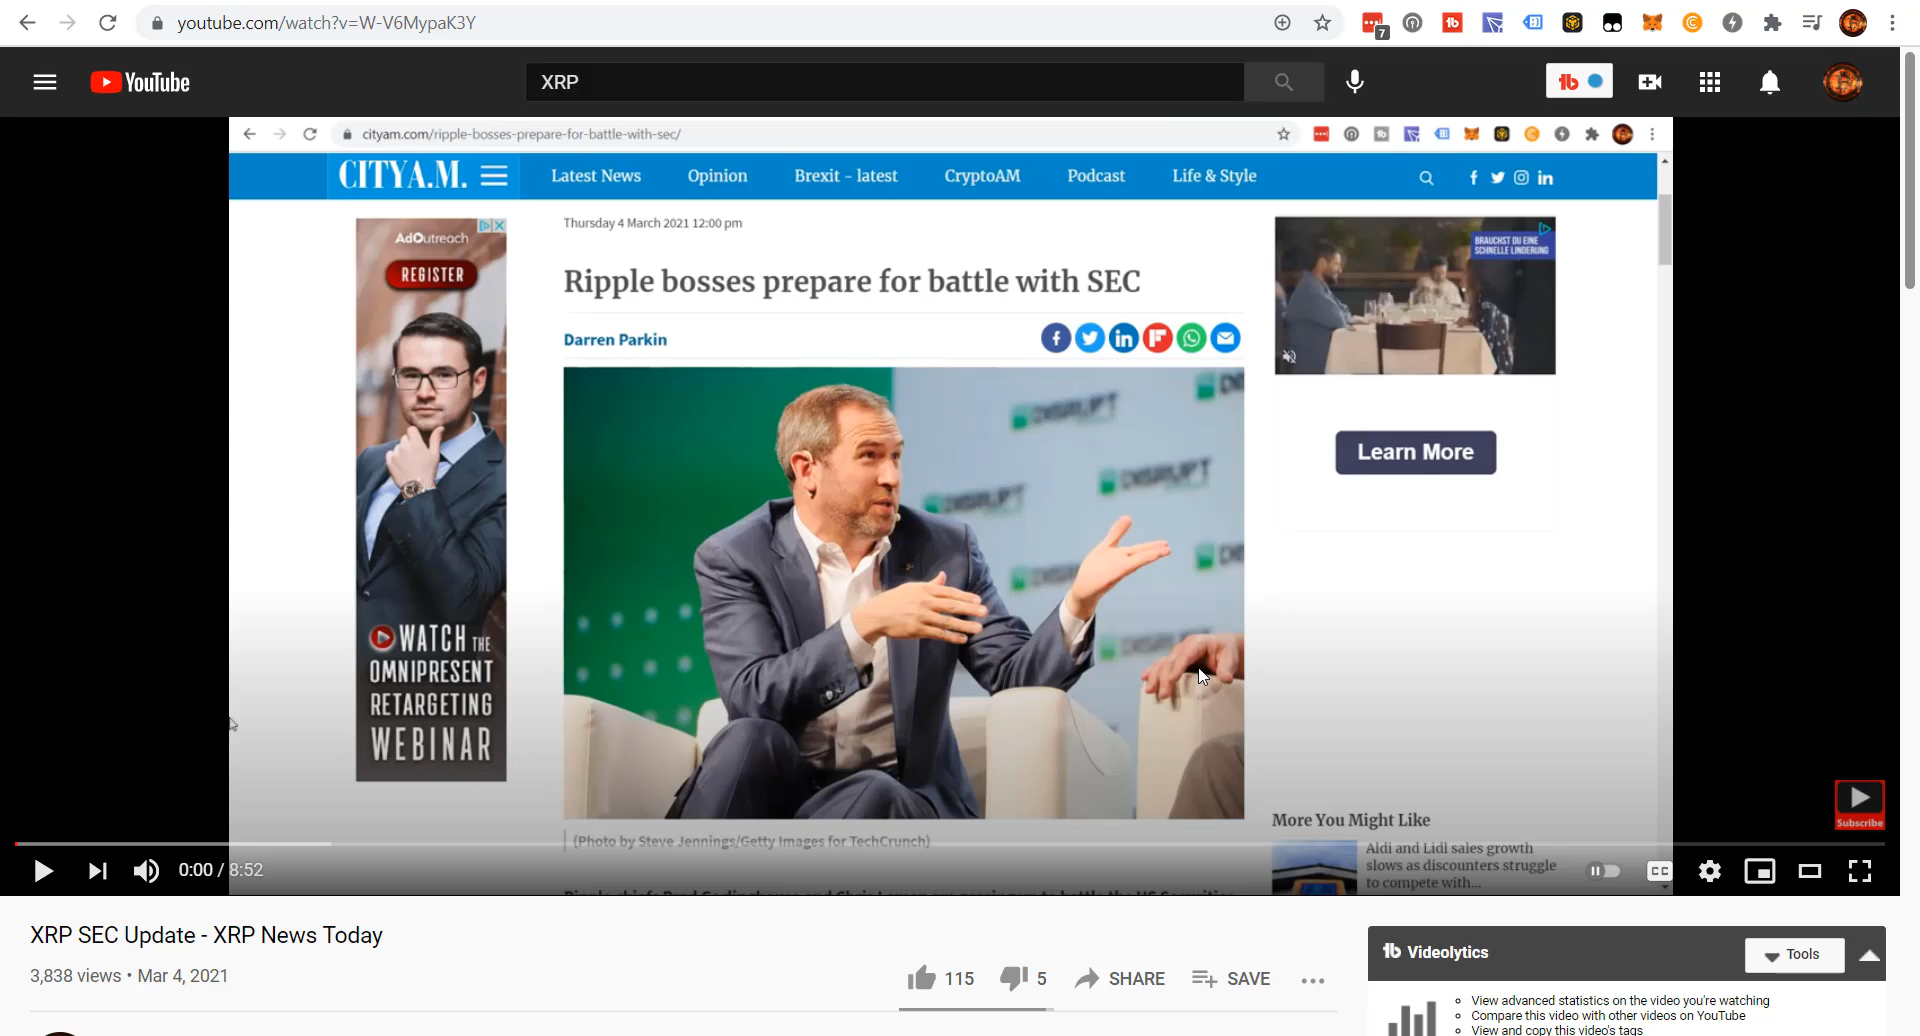 youtube.com/watch?v=W-V6MypaK3Y
7
YouTube
XRP
cityam.com/ripple-bosses-prepare-for-battle-with-sec/
CITYA.M.
Latest News
Opinion
Brexit – latest
CryptoAM
Podcast
Life & Style
Thursday 4 March 2021 12:00 pm
Ripple bosses prepare for battle with SEC
Darren Parkin
AdOutreach
REGISTER
WATCH THE
OMNIPRESENT
RETARGETING
WEBINAR
DISRUPT
DISRUPT
DISRUPT
BRAUCHST DU EINE
SCHNELLE LINDERUNG
Learn More
(Photo by Steve Jennings/Getty Images for TechCrunch)
More You Might Like
Aldi and Lidl sales growth
slows as discounters struggle
to compete with...
Subscribe
0:00 / 8:52
CC
XRP SEC Update - XRP News Today
3,838 views • Mar 4, 2021
115
5
SHARE
SAVE
Videolytics
Tools
View advanced statistics on the video you're watching
Compare this video with other videos on YouTube
View and copy this video's tags